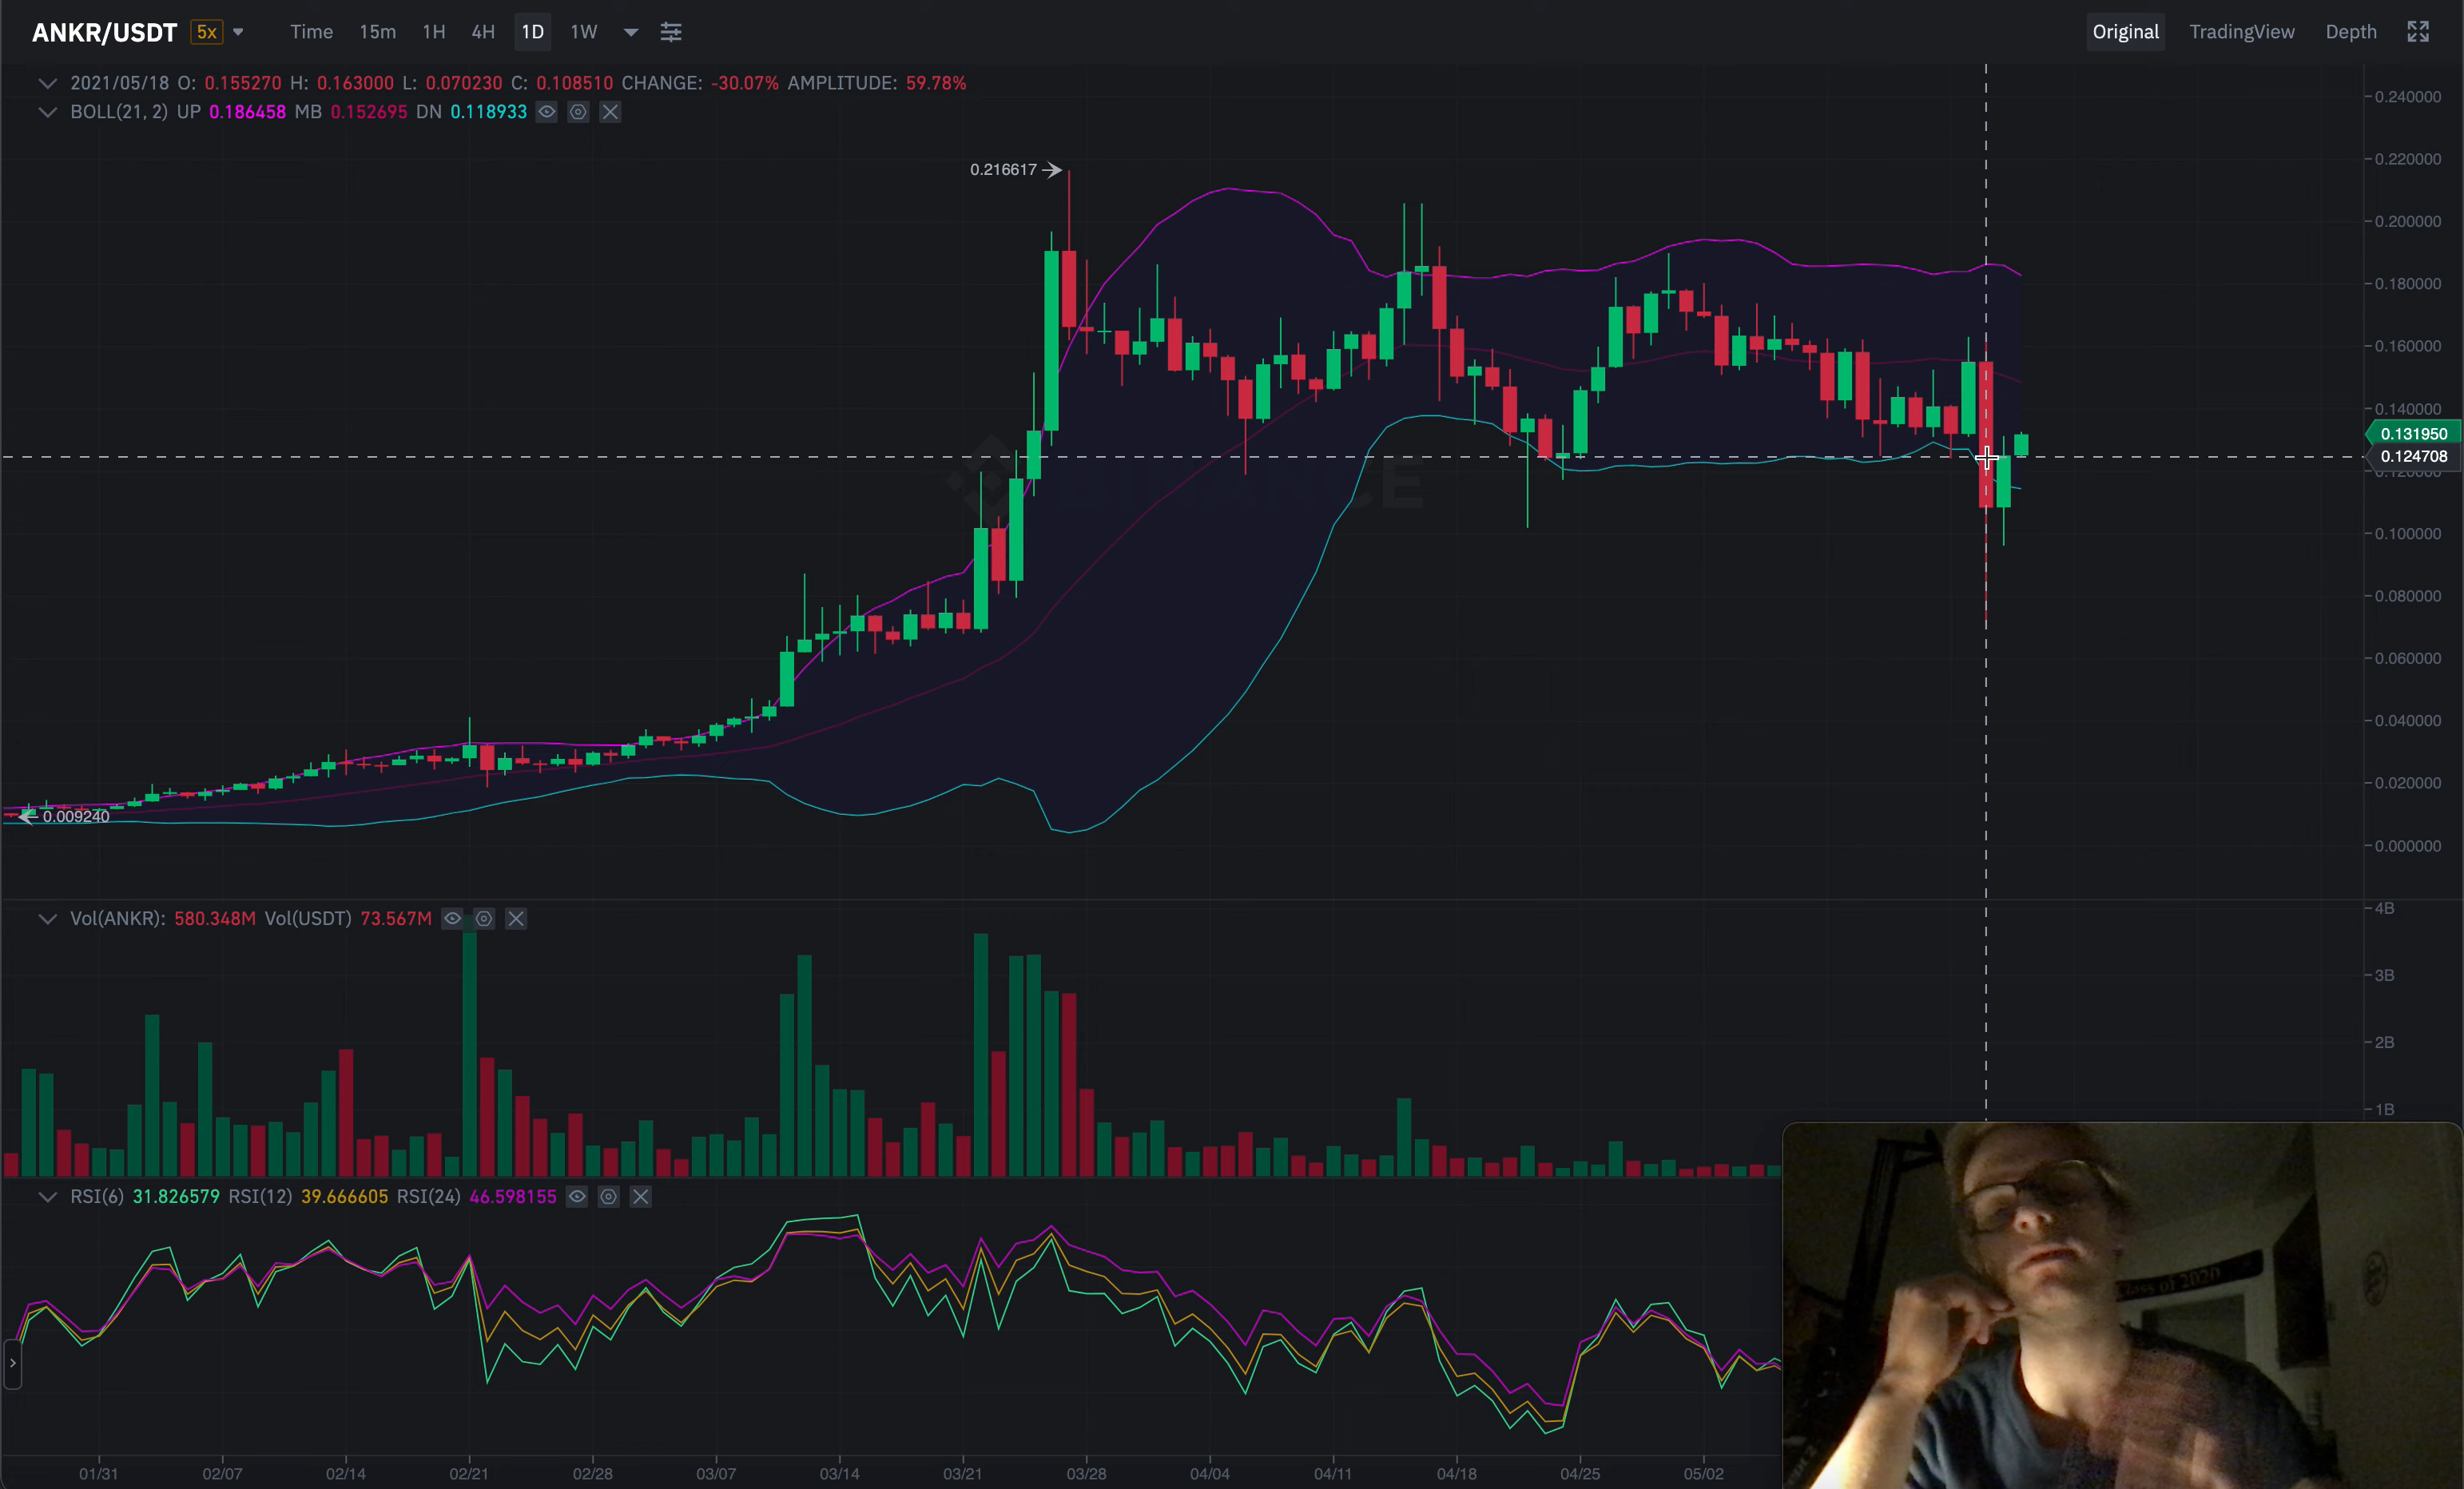 ANKR/USDT 5x Time 15m 1H 4H 1D 1W Original TradingView Depth
2021/05/18 O: 0.155270 H: 0.163000 L: 0.070230 C: 0.108510 CHANGE: -30.07% AMPLITUDE: 59.78%
BOLL(21, 2) UP 0.186458 MB 0.152695 DN 0.118933
0.240000
0.220000
0.216617
0.200000
0.180000
0.160000
0.140000
0.131950
0.124708
0.120000
0.100000
0.080000
0.060000
0.040000
0.020000
0.009240
0.000000
Vol(ANKR): 580.348M Vol(USDT) 73.567M
4B
3B
2B
1B
RSI(6) 31.826579 RSI(12) 39.666605 RSI(24) 46.598155
Class of 2020
01/31 02/07 02/14 02/21 02/28 03/07 03/14 03/21 03/28 04/04 04/11 04/18 04/25 05/02